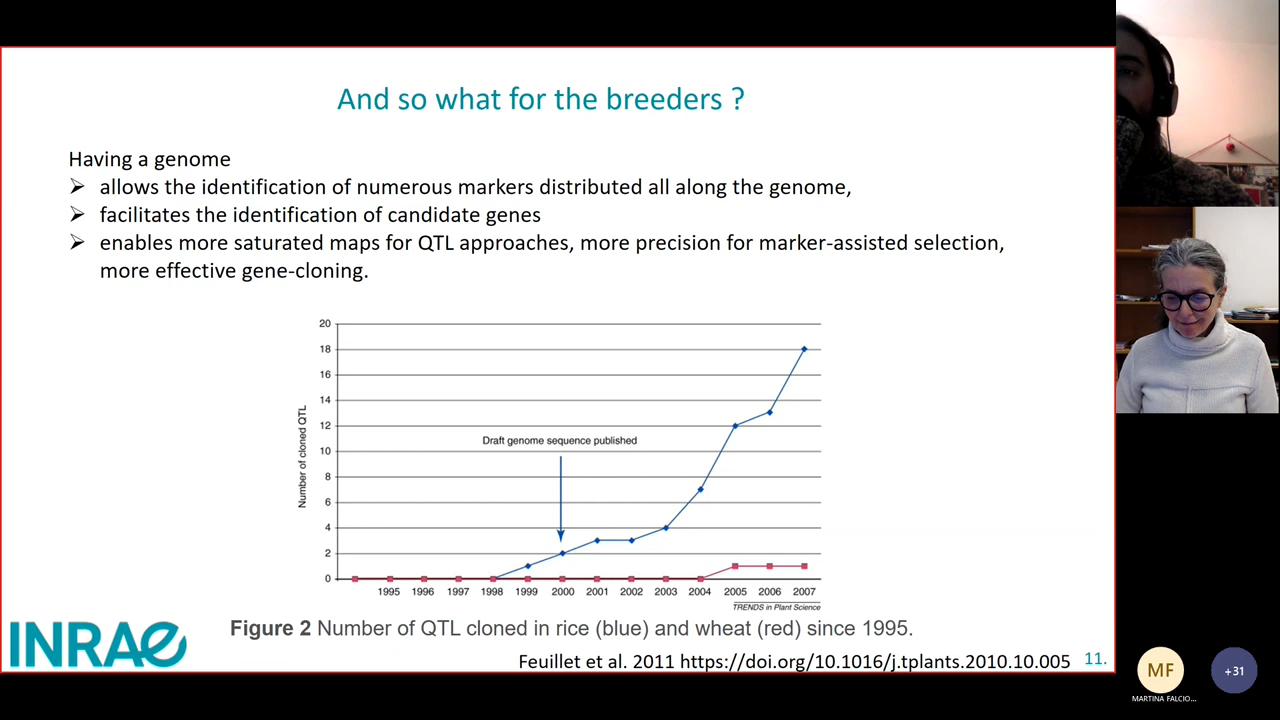 And so what for the breeders ?
Having a genome
➢ allows the identification of numerous markers distributed all along the genome,
➢ facilitates the identification of candidate genes
➢ enables more saturated maps for QTL approaches, more precision for marker-assisted selection,
more effective gene-cloning.
20
18
16
14
12
10
8
6
4
2
0
Number of cloned QTL
Draft genome sequence published
1995 1996 1997 1998 1999 2000 2001 2002 2003 2004 2005 2006 2007
TRENDS in Plant Science
Figure 2 Number of QTL cloned in rice (blue) and wheat (red) since 1995.
INRAE
Feuillet et al. 2011 https://doi.org/10.1016/j.tplants.2010.10.005
11.
MF
+31
MARTINA FALCIO...